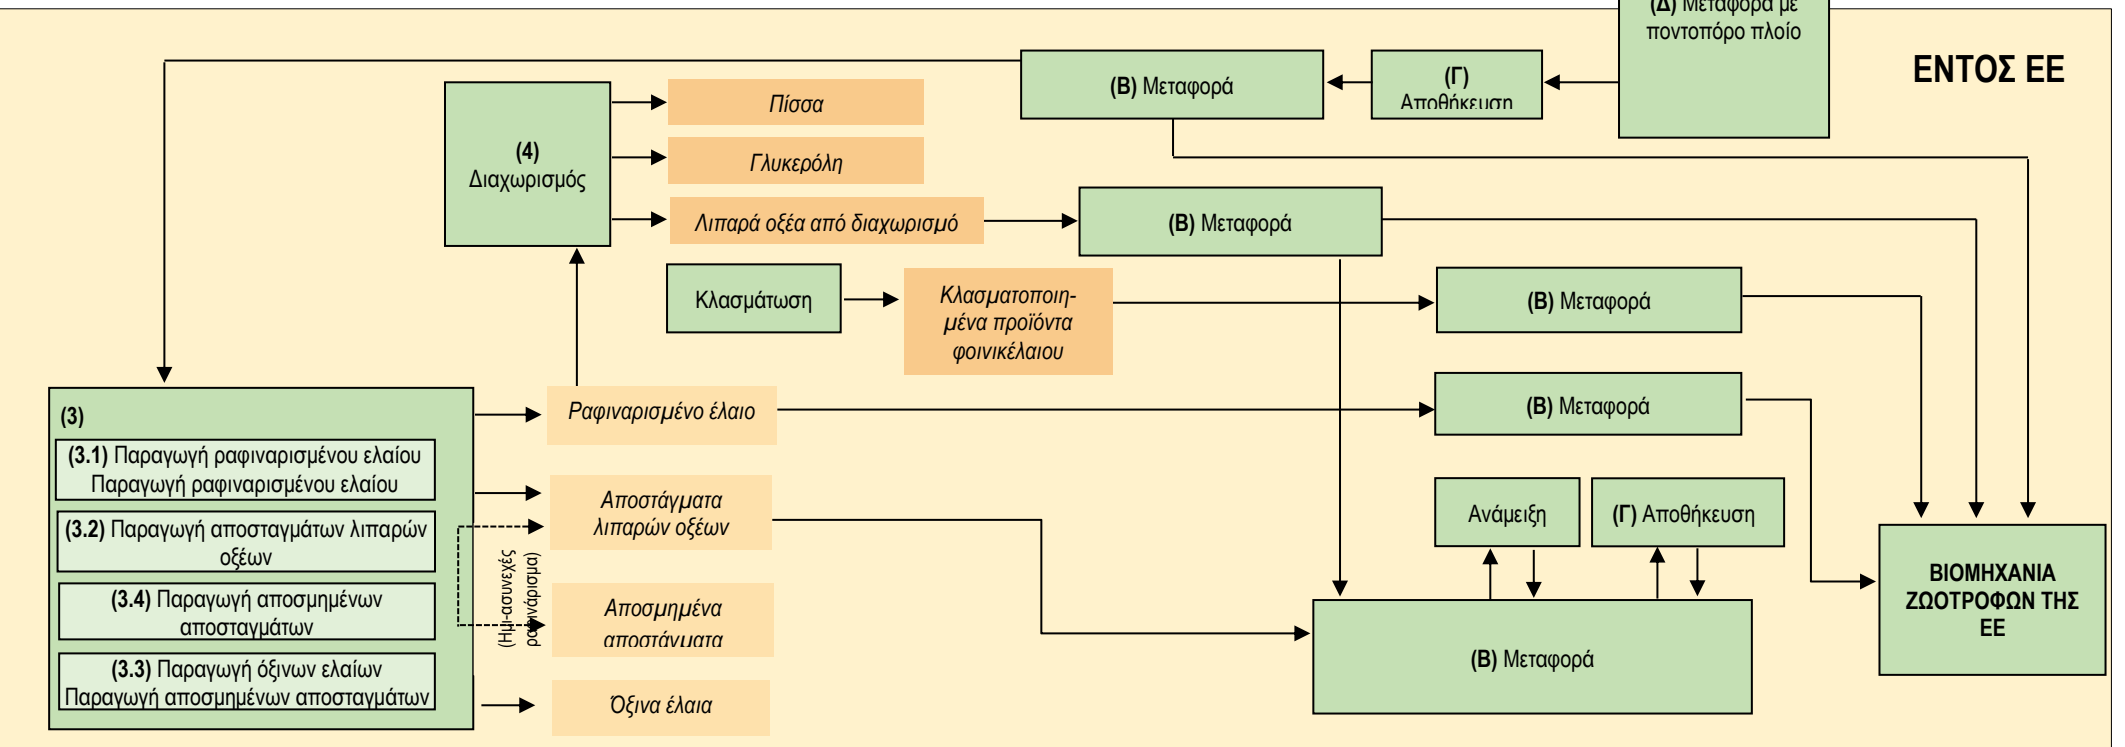 (Δ) Μεταφορά με
ποντοπόρο πλοίο
ΕΝΤΟΣ ΕΕ
(Β) Μεταφορά
(Γ)
Αποθήκευση
(4)
Διαχωρισμός
Πίσσα
Γλυκερόλη
Λιπαρά οξέα από διαχωρισμό
(Β) Μεταφορά
Κλασμάτωση
Κλασματοποιη-
μένα προϊόντα
φοινικέλαιου
(Β) Μεταφορά
(3)
(3.1) Παραγωγή ραφιναρισμένου ελαίου
Παραγωγή ραφιναρισμένου ελαίου
(3.2) Παραγωγή αποσταγμάτων λιπαρών
οξέων
(3.4) Παραγωγή αποσμημένων
αποσταγμάτων
(3.3) Παραγωγή όξινων ελαίων
Παραγωγή αποσμημένων αποσταγμάτων
Ραφιναρισμένο έλαιο
(Β) Μεταφορά
Αποστάγματα
λιπαρών οξέων
(Ημι-ασυνεχές
ραφινάρισμα)
Αποσμημένα
αποστάγματα
Όξινα έλαια
Ανάμειξη
(Γ) Αποθήκευση
(Β) Μεταφορά
ΒΙΟΜΗΧΑΝΙΑ
ΖΩΟΤΡΟΦΩΝ ΤΗΣ
ΕΕ